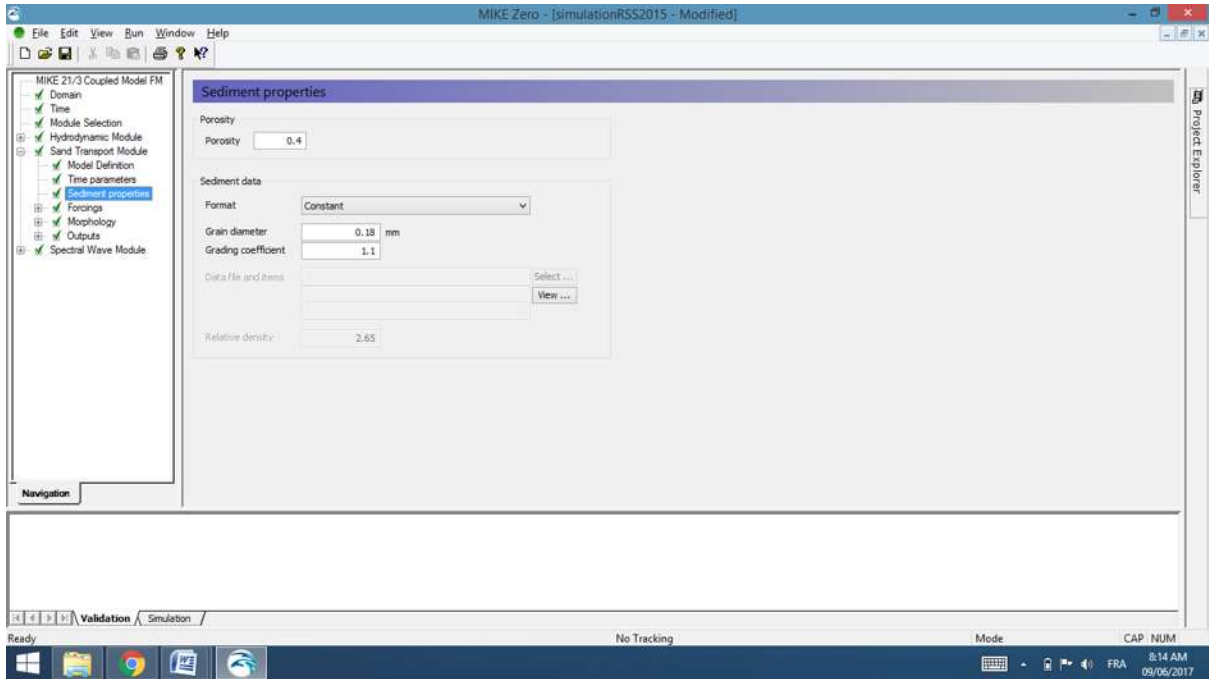 MIKE Zero - [simulationRSS2015 - Modified]
File Edit View Run Window Help
MIKE 21/3 Coupled Model FM
Domain
Time
Module Selection
Hydrodynamic Module
Sand Transport Module
Model Definition
Time parameters
Sediment properties
Forcings
Morphology
Outputs
Spectral Wave Module
Navigation
Sediment properties
Porosity
Porosity 0.4
Sediment data
Format Constant
Grain diameter 0.18 mm
Grading coefficient 1.1
Data file and items Select ...
View ...
Relative density 2.65
Project Explorer
Validation Simulation
Ready No Tracking Mode CAP NUM
FRA 8:14 AM
09/06/2017